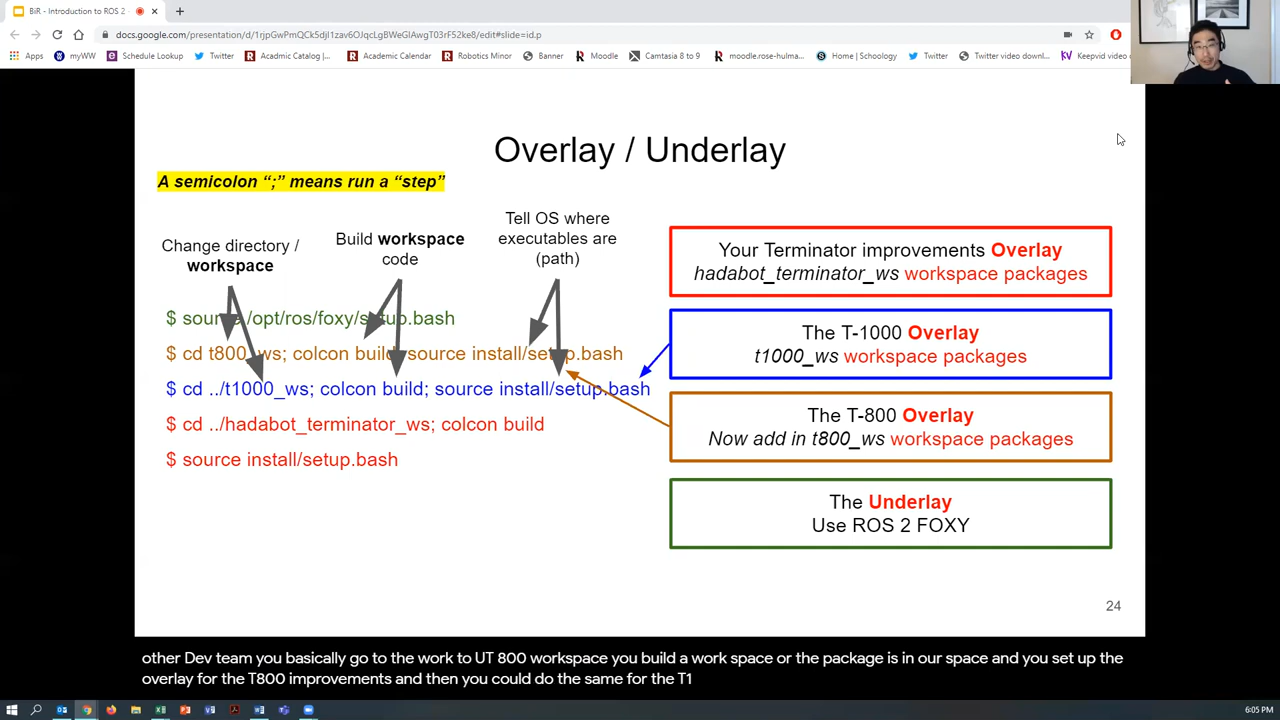 BiR - Introduction to ROS 2
docs.google.com/presentation/d/1rjpGwPmQCk5djI1zav6OJqcLgBWeGIAwgT03rF52zM8/edit#slide=id.p
Apps
myWW
Schedule Lookup
Twitter
Acadmic Catalog |...
Academic Calendar
Robotics Minor
Banner
Moodle
Camtasia 8 to 9
moodle.rose-hulma...
Home | Schoology
Twitter
Twitter video downl...
Keepvid video
Overlay / Underlay
A semicolon “;” means run a “step”
Change directory /
workspace
Build workspace
code
Tell OS where
executables are
(path)
$ source /opt/ros/foxy/setup.bash
$ cd t800_ws; colcon build; source install/setup.bash
$ cd ../t1000_ws; colcon build; source install/setup.bash
$ cd ../hadabot_terminator_ws; colcon build
$ source install/setup.bash
Your Terminator improvements Overlay
hadabot_terminator_ws workspace packages
The T-1000 Overlay
t1000_ws workspace packages
The T-800 Overlay
Now add in t800_ws workspace packages
The Underlay
Use ROS 2 FOXY
24
other Dev team you basically go to the work to UT 800 workspace you build a work space or the package is in our space and you set up the
overlay for the T800 improvements and then you could do the same for the T1
6:05 PM